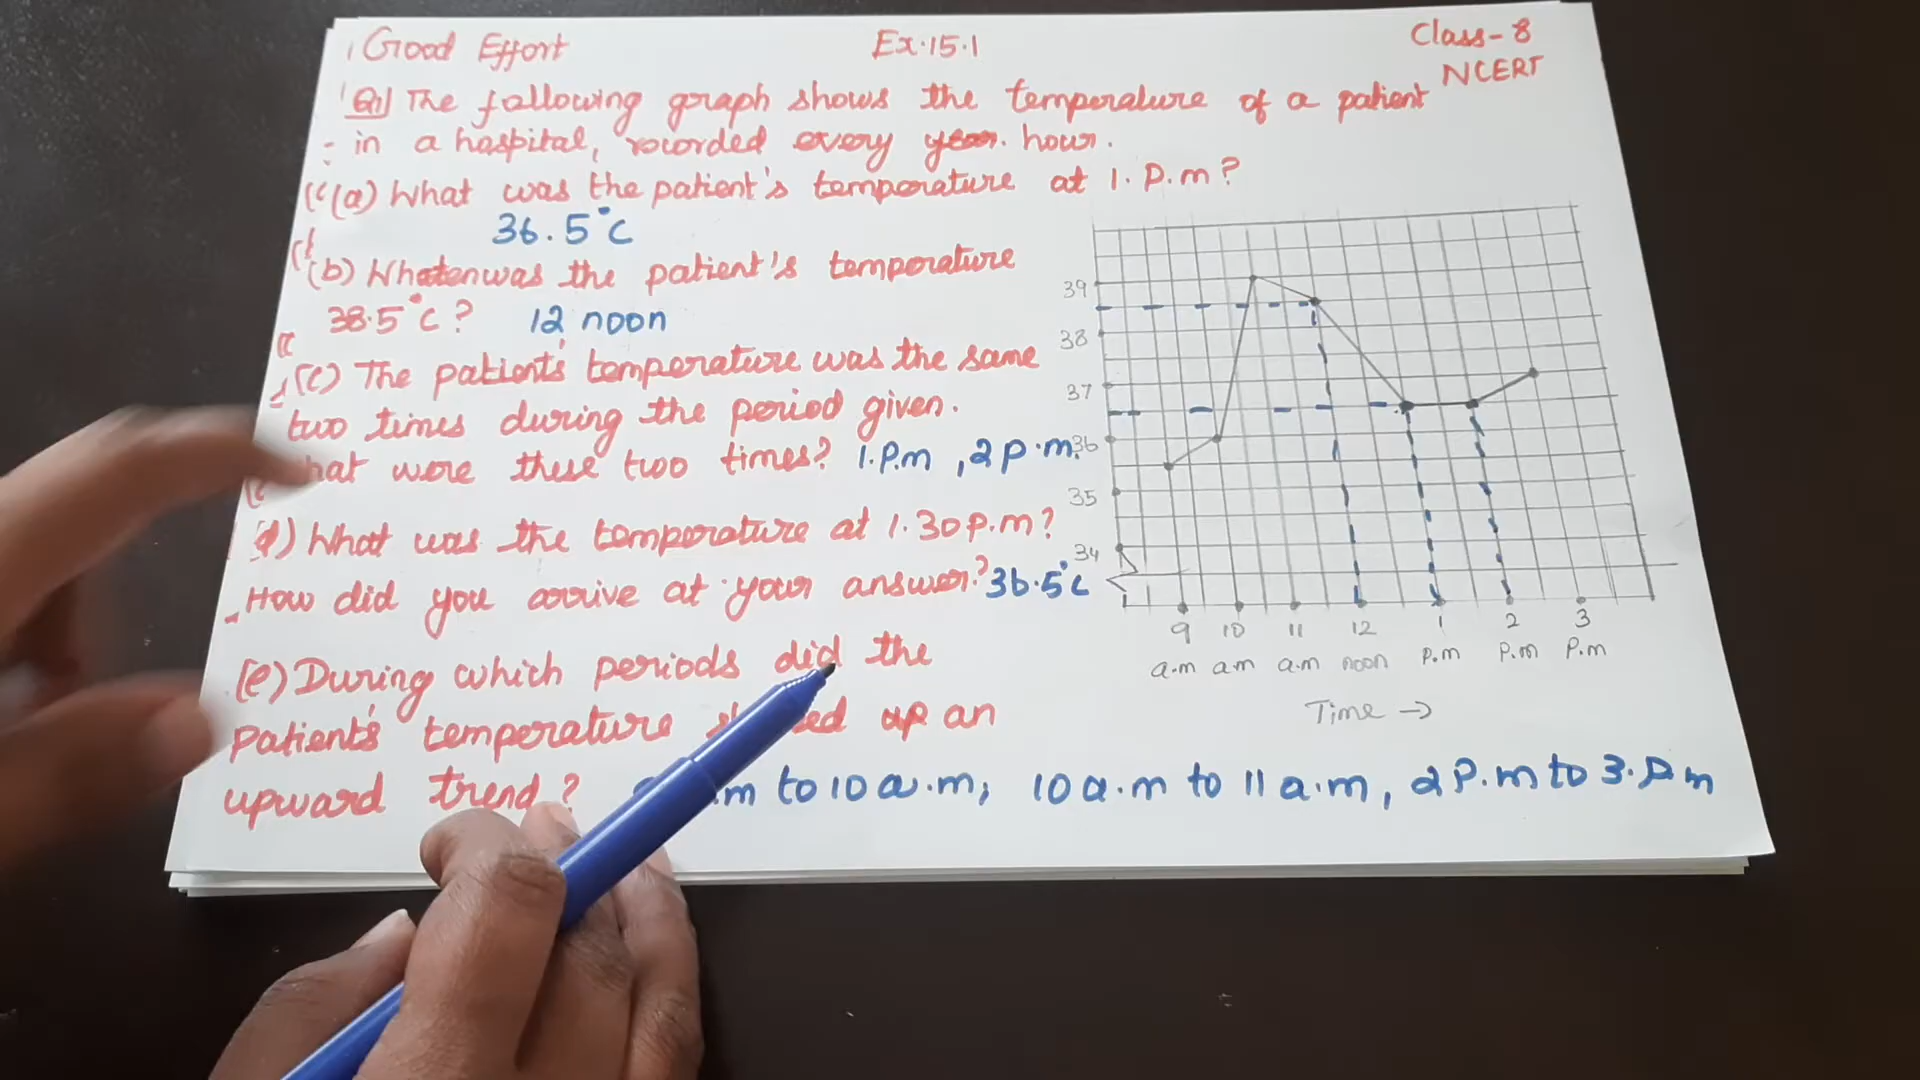 Good Effort
Ex.15.1
Class-8
NCERT
Q1) The following graph shows the temperature of a patient
in a hospital, recorded every year. hour.
(a) What was the patient's temperature at 1.p.m?
36.5°C
(b) When was the patient's temperature
38.5°C? 12 noon
(c) The patient's temperature was the same
two times during the period given.
What were these two times? 1.P.m, 2p.m.
(d) What was the temperature at 1.30p.m?
How did you arrive at your answer? 36.5°C
(e) During which periods did the
Patient's temperature up an
upward trend? .m to 10 a.m; 10 a.m to 11 a.m, 2P.m to 3.p.m
39
38
37
36
35
34
9 10 11 12 1 2 3
a.m a.m a.m noon p.m p.m p.m
Time →